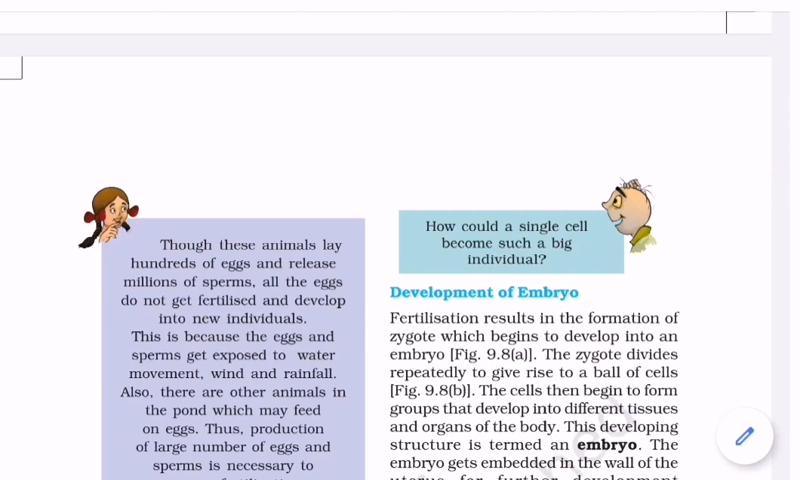 Though these animals lay
hundreds of eggs and release
millions of sperms, all the eggs
do not get fertilised and develop
into new individuals.
This is because the eggs and
sperms get exposed to water
movement, wind and rainfall.
Also, there are other animals in
the pond which may feed
on eggs. Thus, production
of large number of eggs and
sperms is necessary to
How could a single cell
become such a big
individual?
Development of Embryo
Fertilisation results in the formation of
zygote which begins to develop into an
embryo [Fig. 9.8(a)]. The zygote divides
repeatedly to give rise to a ball of cells
[Fig. 9.8(b)]. The cells then begin to form
groups that develop into different tissues
and organs of the body. This developing
structure is termed an embryo. The
embryo gets embedded in the wall of the
uterus for further development